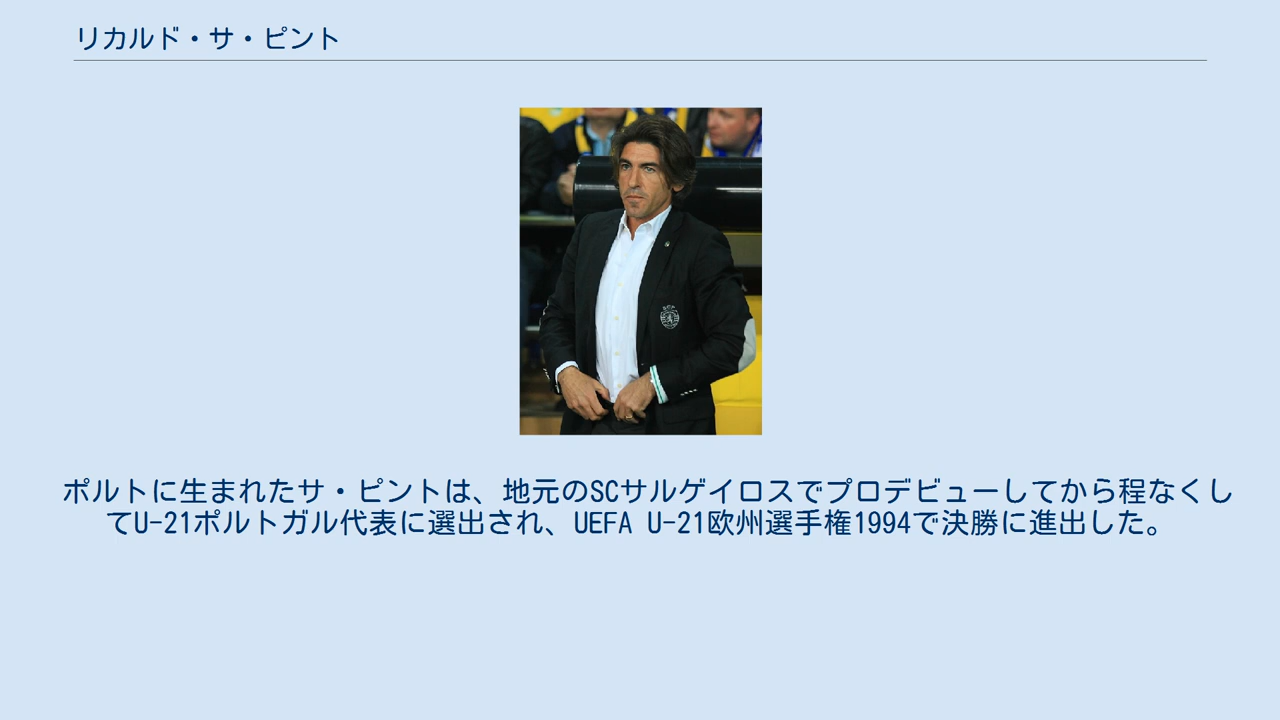 リカルド・サ・ピント
ポルトに生まれたサ・ピントは、地元のSCサルゲイロスでプロデビューしてから程なくし
てU-21ポルトガル代表に選出され、UEFA U-21欧州選手権1994で決勝に進出した。